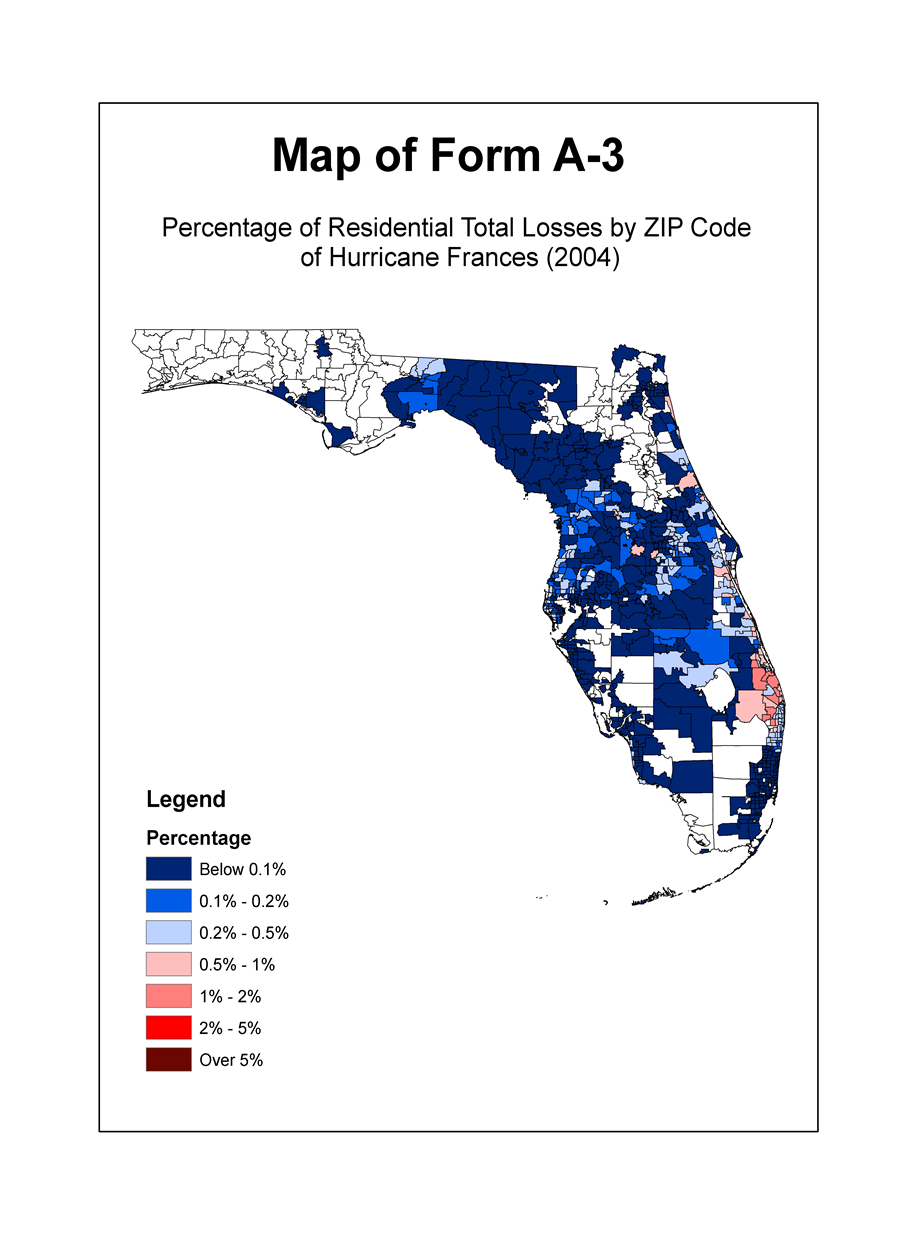 Map of Form A-3
Percentage of Residential Total Losses by ZIP Code
of Hurricane Frances (2004)
Legend
Percentage
Below 0.1%
0.1% - 0.2%
0.2% - 0.5%
0.5% - 1%
1% - 2%
2% - 5%
Over 5%